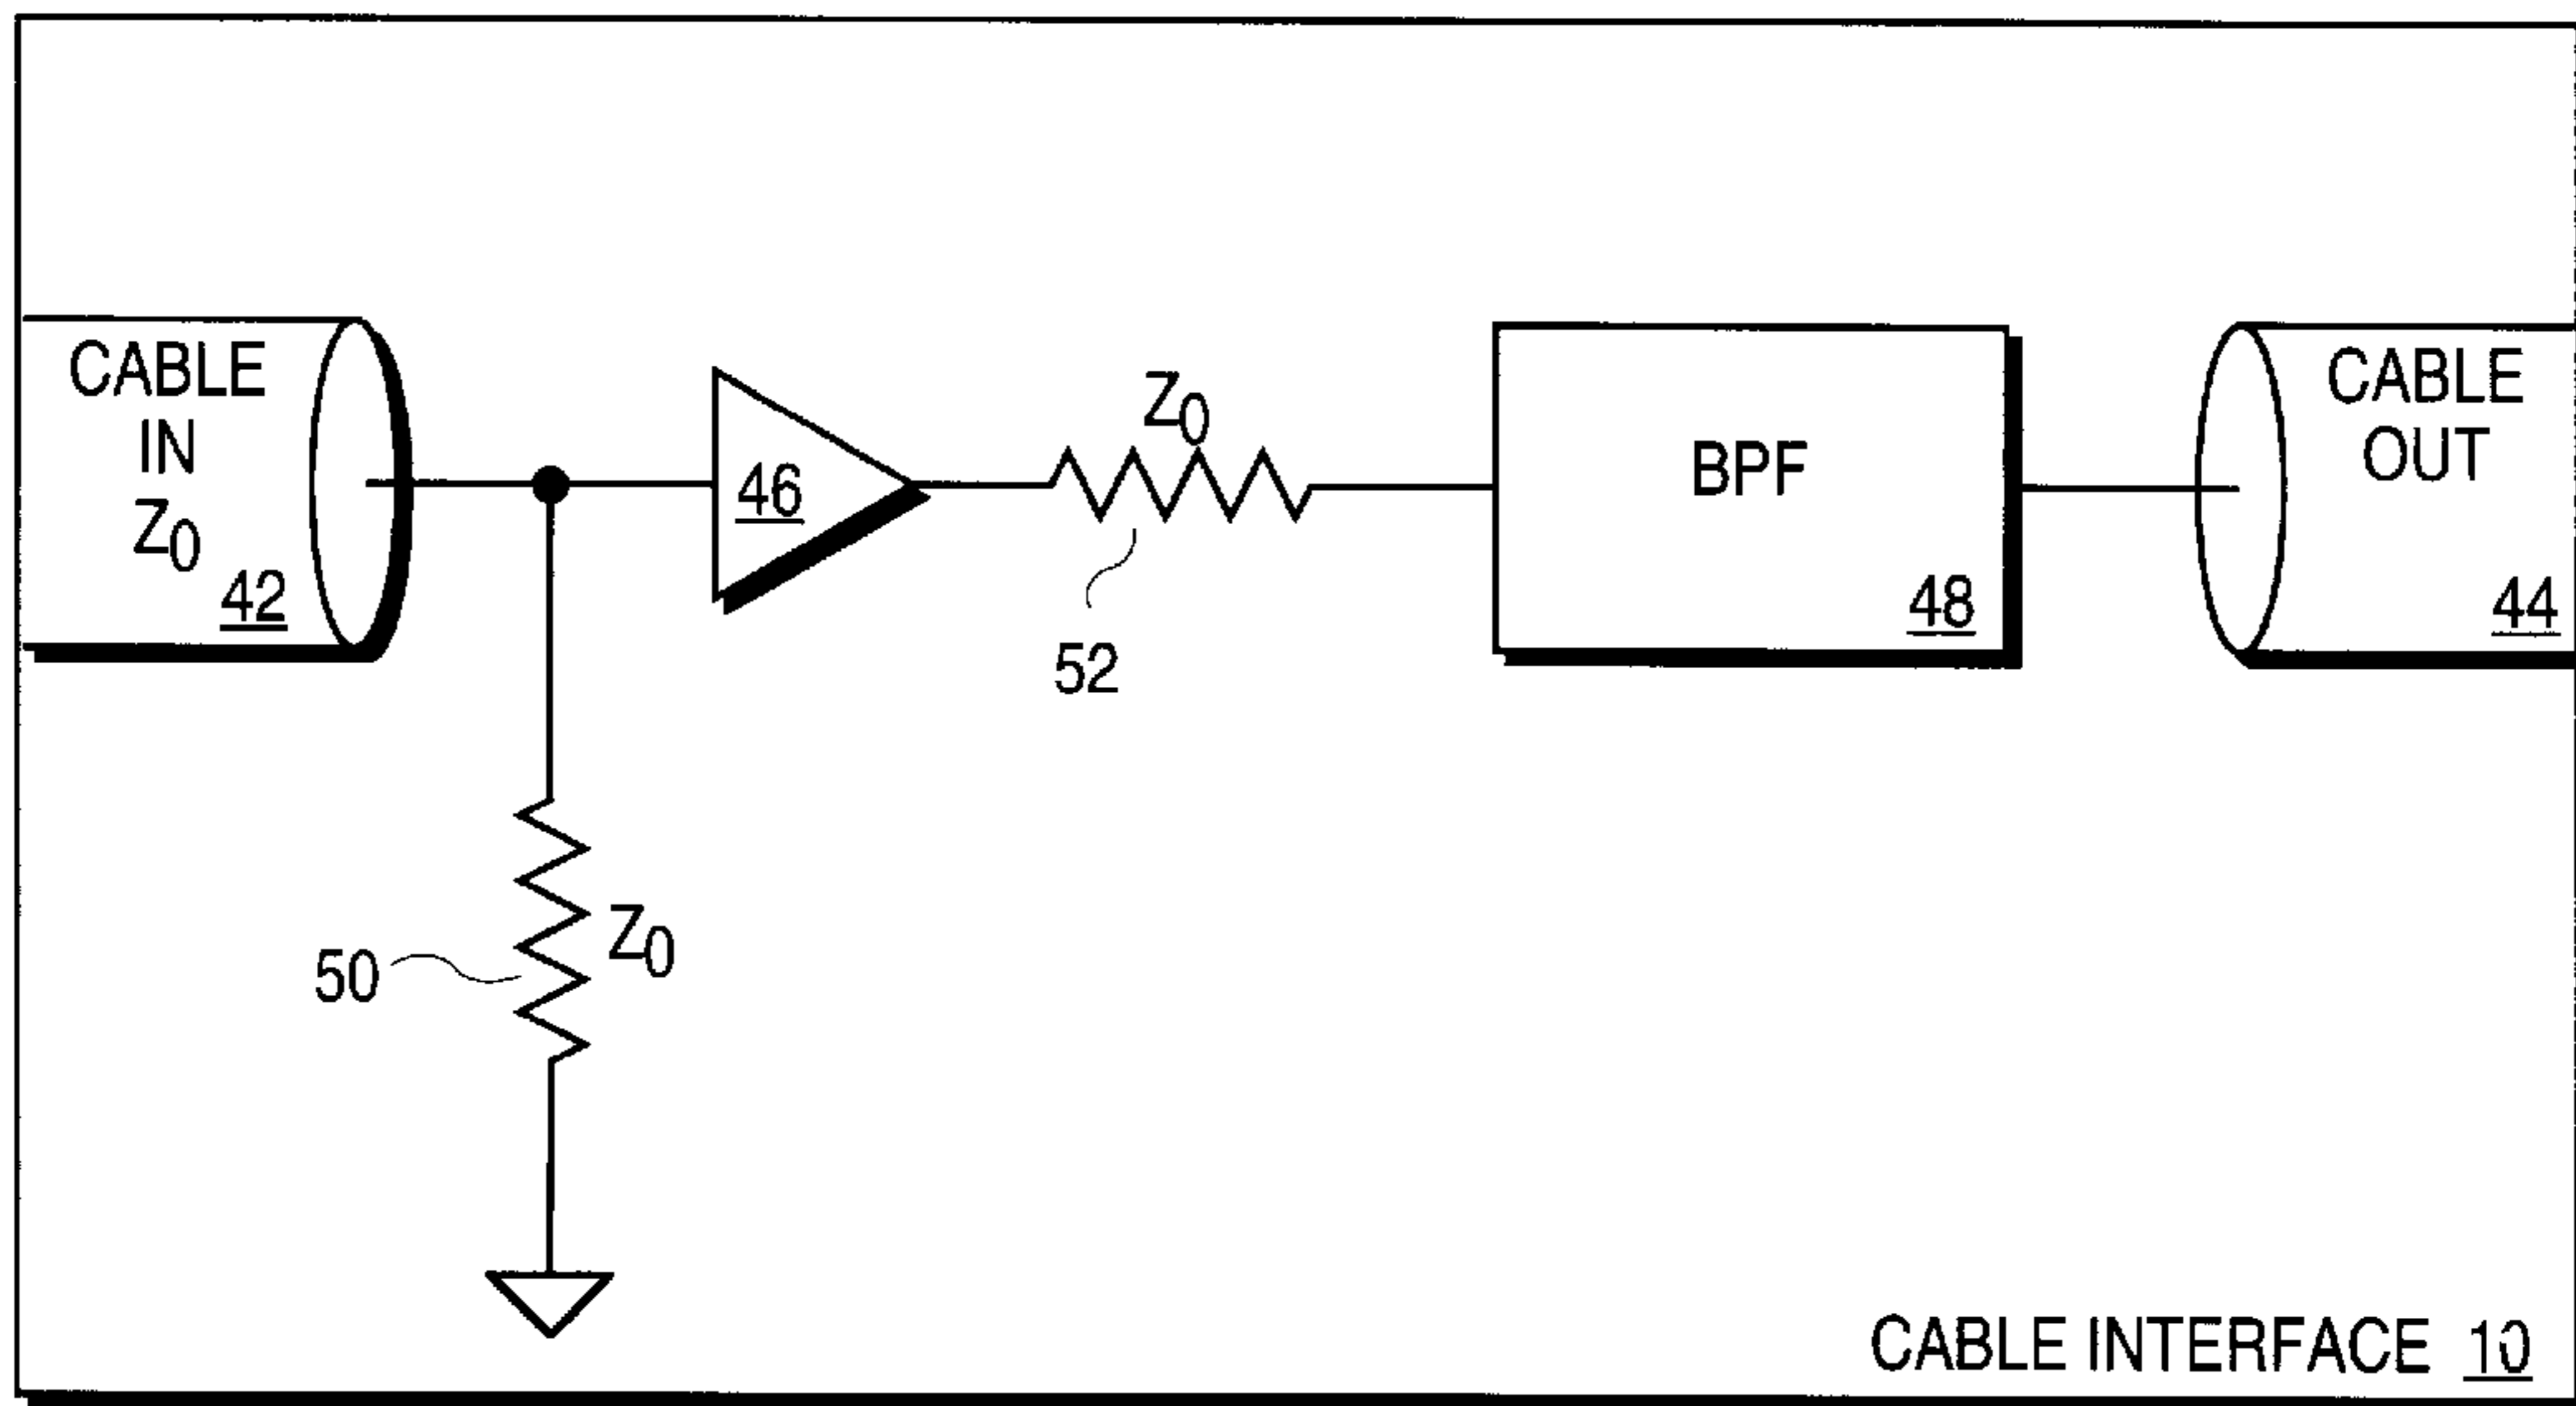 CABLE
IN
Z0
42
46
Z0
52
BPF
48
CABLE
OUT
44
50
Z0
CABLE INTERFACE 10